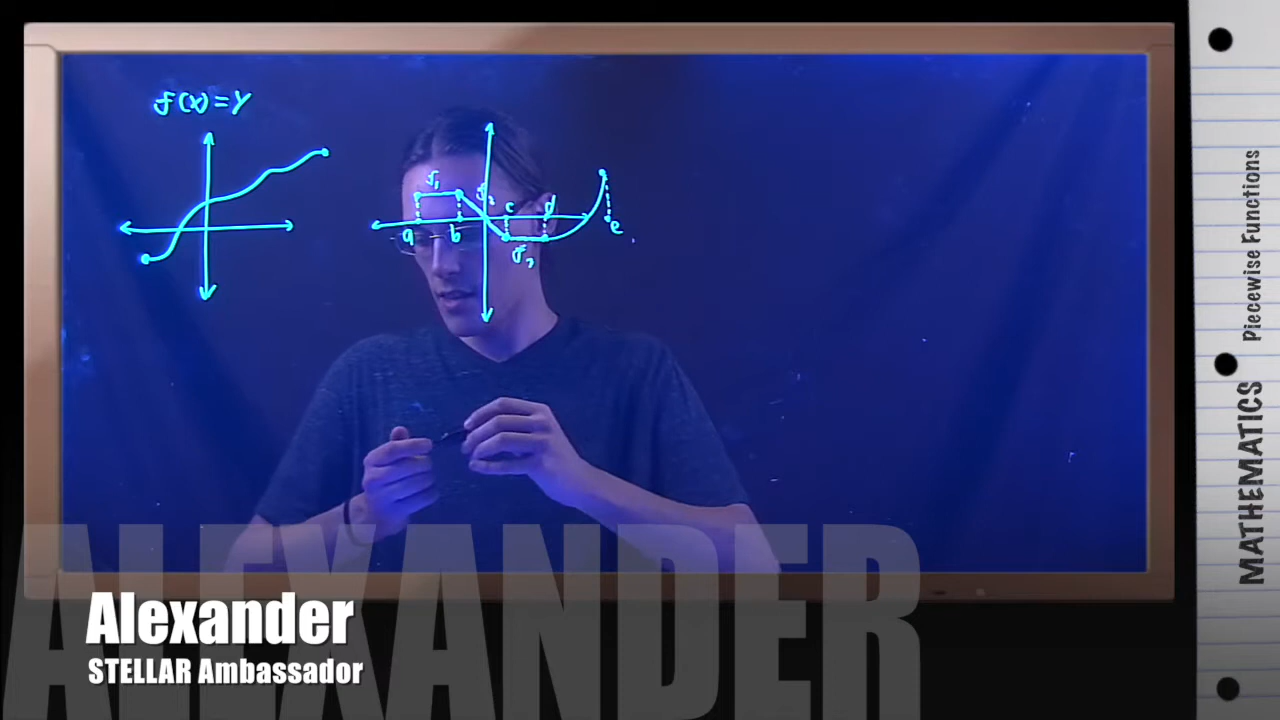 f(x)=y
f₁
f₂
c
d
a
b
e
f₃
ALEXANDER
Alexander
STELLAR Ambassador
MATHEMATICS
Piecewise Functions